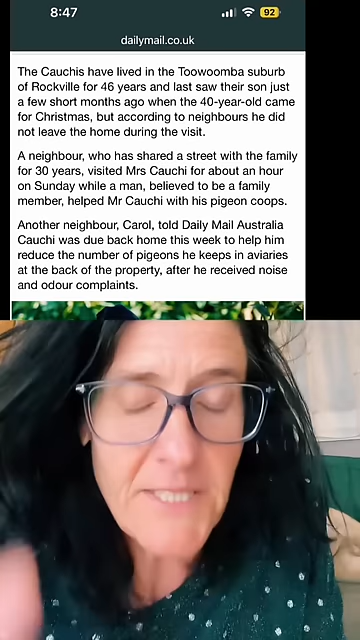 8:47
92
dailymail.co.uk
The Cauchis have lived in the Toowoomba suburb
of Rockville for 46 years and last saw their son just
a few short months ago when the 40-year-old came
for Christmas, but according to neighbours he did
not leave the home during the visit.
A neighbour, who has shared a street with the family
for 30 years, visited Mrs Cauchi for about an hour
on Sunday while a man, believed to be a family
member, helped Mr Cauchi with his pigeon coops.
Another neighbour, Carol, told Daily Mail Australia
Cauchi was due back home this week to help him
reduce the number of pigeons he keeps in aviaries
at the back of the property, after he received noise
and odour complaints.